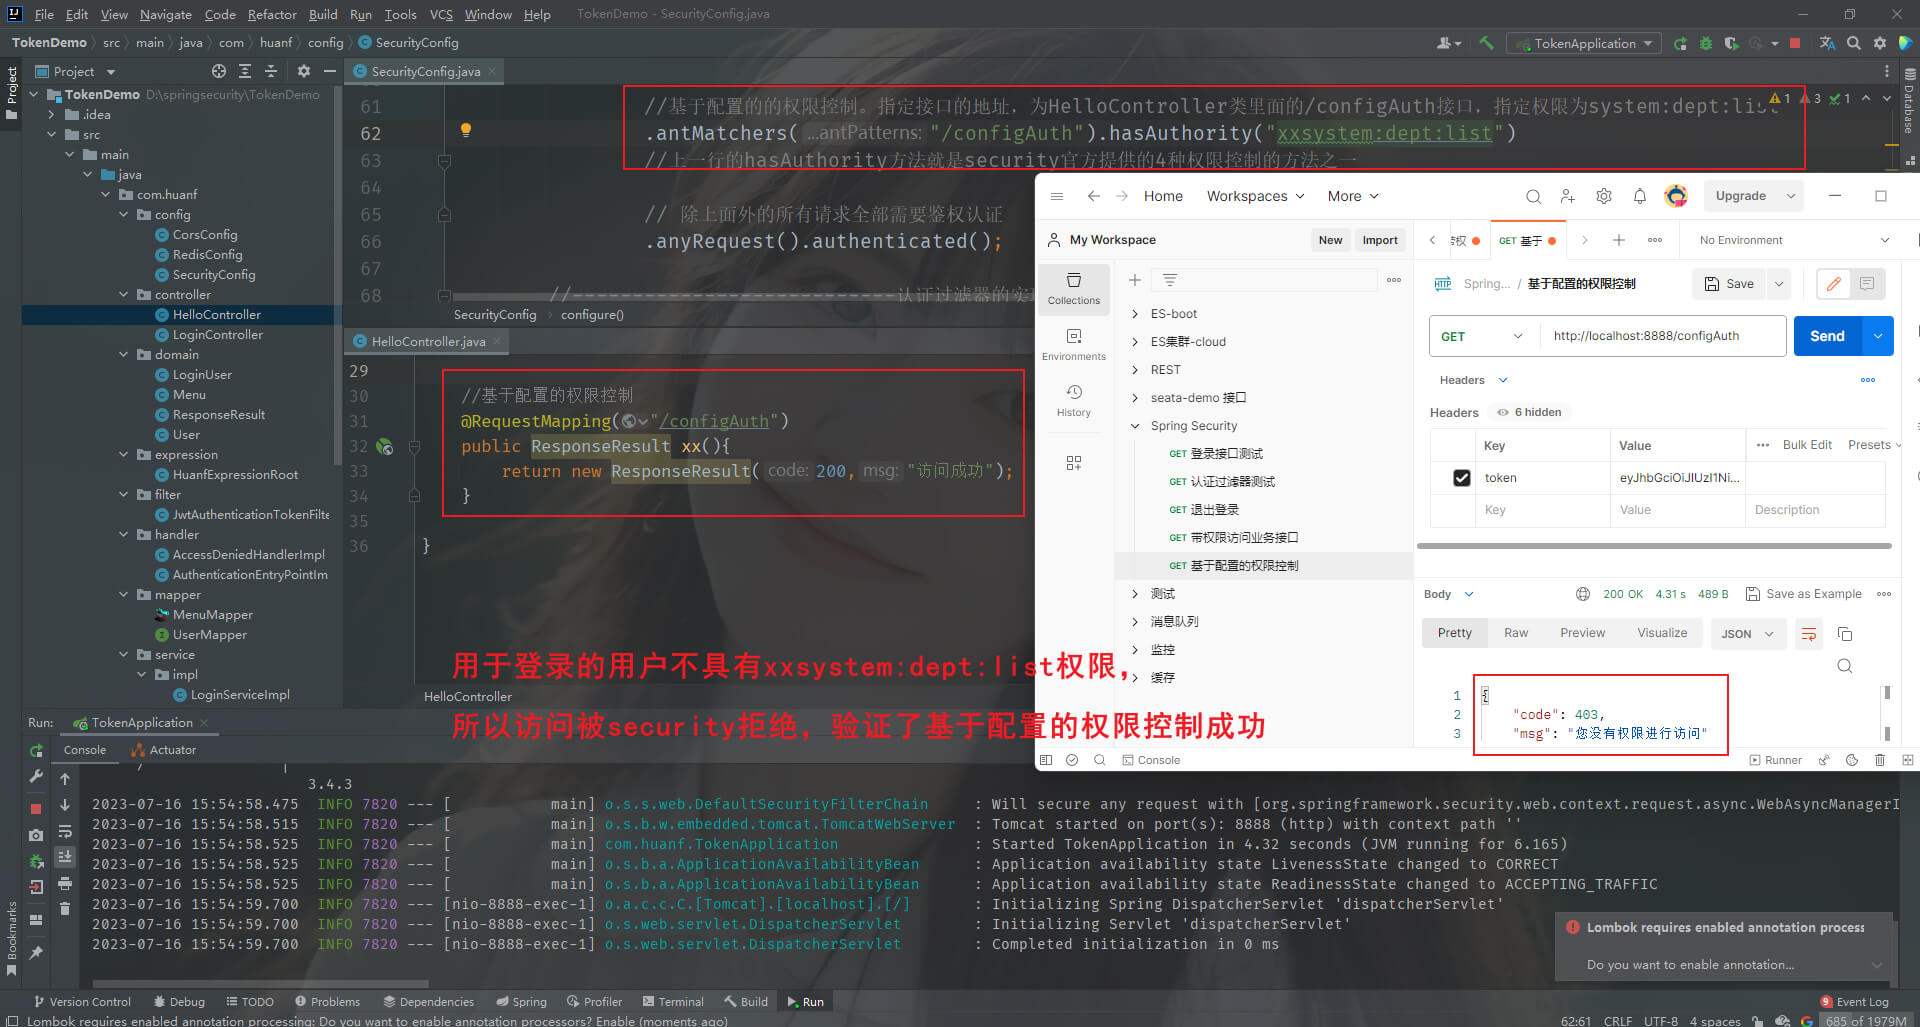 File Edit View Navigate Code Refactor Build Run Tools VCS Window Help TokenDemo - SecurityConfig.java
TokenDemo src main java com huanf config SecurityConfig
TokenApplication
Project
SecurityConfig.java
Project
TokenDemo D:\springsecurity\TokenDemo
.idea
src
main
java
com.huanf
config
CorsConfig
RedisConfig
SecurityConfig
controller
HelloController
LoginController
domain
LoginUser
Menu
ResponseResult
User
expression
HuanfExpressionRoot
filter
JwtAuthenticationTokenFilte
handler
AccessDeniedHandlerImpl
AuthenticationEntryPointIm
mapper
MenuMapper
UserMapper
service
impl
LoginServiceImpl
61 //基于配置的的权限控制。指定接口的地址，为HelloController类里面的/configAuth接口，指定权限为system:dept:list
1 3 1
Database
62 .antMatchers( ...antPatterns: "/configAuth").hasAuthority("xxsystem:dept:list")
63 //上一行的hasAuthority方法就是security官方提供的4种权限控制的方法之一
64
65 // 除上面外的所有请求全部需要鉴权认证
66 .anyRequest().authenticated();
67
68 //---------------------------认证过滤器的实现
SecurityConfig configure()
HelloController.java
29
30 //基于配置的权限控制
31 @RequestMapping("/configAuth")
32 public ResponseResult xx(){
33 return new ResponseResult( code: 200, msg: "访问成功");
34 }
35
36 }
HelloController
Home Workspaces More
Upgrade
My Workspace
New Import
GET 基于
No Environment
Collections
Environments
History
ES-boot
ES集群-cloud
REST
seata-demo 接口
Spring Security
GET 登录接口测试
GET 认证过滤器测试
GET 退出登录
GET 带权限访问业务接口
GET 基于配置的权限控制
测试
消息队列
监控
缓存
HTTP Spring... / 基于配置的权限控制
Save
GET http://localhost:8888/configAuth Send
Headers
Headers 6 hidden
Key Value Bulk Edit Presets
token eyJhbGciOiJIUzI1Ni...
Key Value Description
Body 200 OK 4.31 s 489 B Save as Example
Pretty Raw Preview Visualize JSON
1 {
2 "code": 403,
3 "msg": "您没有权限进行访问"
Console Runner
用于登录的用户不具有xxsystem:dept:list权限，
所以访问被security拒绝，验证了基于配置的权限控制成功
Run: TokenApplication
Console Actuator
3.4.3
2023-07-16 15:54:58.475 INFO 7820 --- [ main] o.s.s.web.DefaultSecurityFilterChain : Will secure any request with [org.springframework.security.web.context.request.async.WebAsyncManagerI
2023-07-16 15:54:58.515 INFO 7820 --- [ main] o.s.b.w.embedded.tomcat.TomcatWebServer : Tomcat started on port(s): 8888 (http) with context path ''
2023-07-16 15:54:58.525 INFO 7820 --- [ main] com.huanf.TokenApplication : Started TokenApplication in 4.32 seconds (JVM running for 6.165)
2023-07-16 15:54:58.525 INFO 7820 --- [ main] o.s.b.a.ApplicationAvailabilityBean : Application availability state LivenessState changed to CORRECT
2023-07-16 15:54:58.525 INFO 7820 --- [ main] o.s.b.a.ApplicationAvailabilityBean : Application availability state ReadinessState changed to ACCEPTING_TRAFFIC
2023-07-16 15:54:59.700 INFO 7820 --- [nio-8888-exec-1] o.a.c.c.C.[Tomcat].[localhost].[/] : Initializing Spring DispatcherServlet 'dispatcherServlet'
2023-07-16 15:54:59.700 INFO 7820 --- [nio-8888-exec-1] o.s.web.servlet.DispatcherServlet : Initializing Servlet 'dispatcherServlet'
2023-07-16 15:54:59.700 INFO 7820 --- [nio-8888-exec-1] o.s.web.servlet.DispatcherServlet : Completed initialization in 0 ms
Bookmarks
Lombok requires enabled annotation process
Do you want to enable annotation...
Version Control Debug TODO Problems Dependencies Spring Profiler Terminal Build Run 9 Event Log
Lombok requires enabled annotation processing: Do you want to enable annotation processors? Enable (moments ago) 62:61 CRLF UTF-8 4 spaces 685 of 1979M